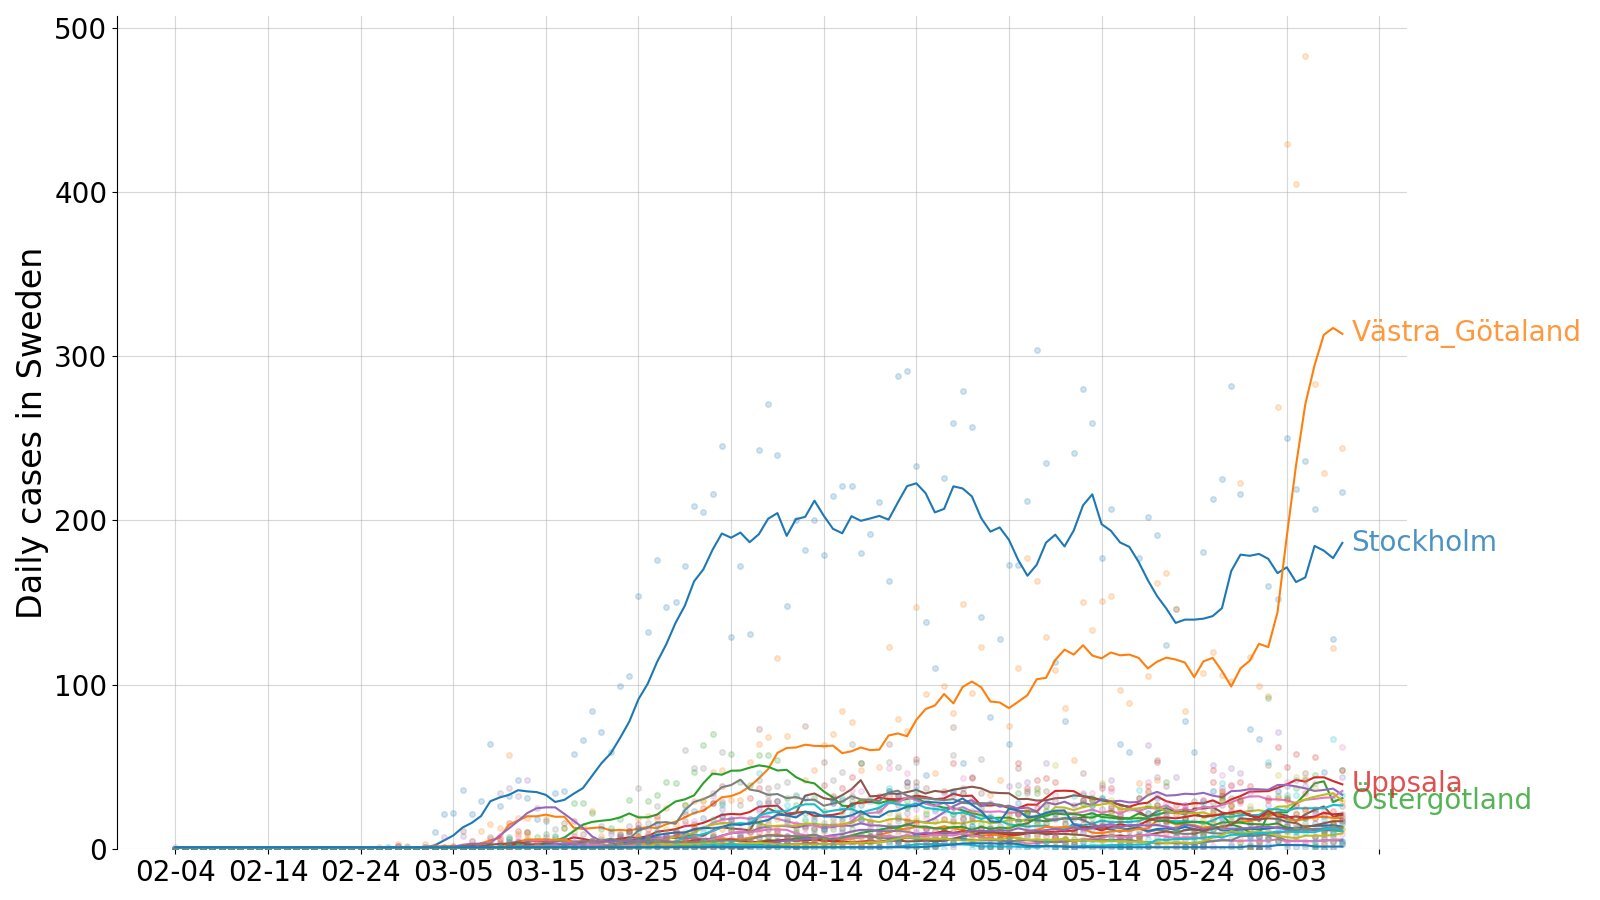 500
400
300
200
100
0
Daily cases in Sweden
Västra_Götaland
Stockholm
Uppsala
Östergötland
02-04 02-14 02-24 03-05 03-15 03-25 04-04 04-14 04-24 05-04 05-14 05-24 06-03